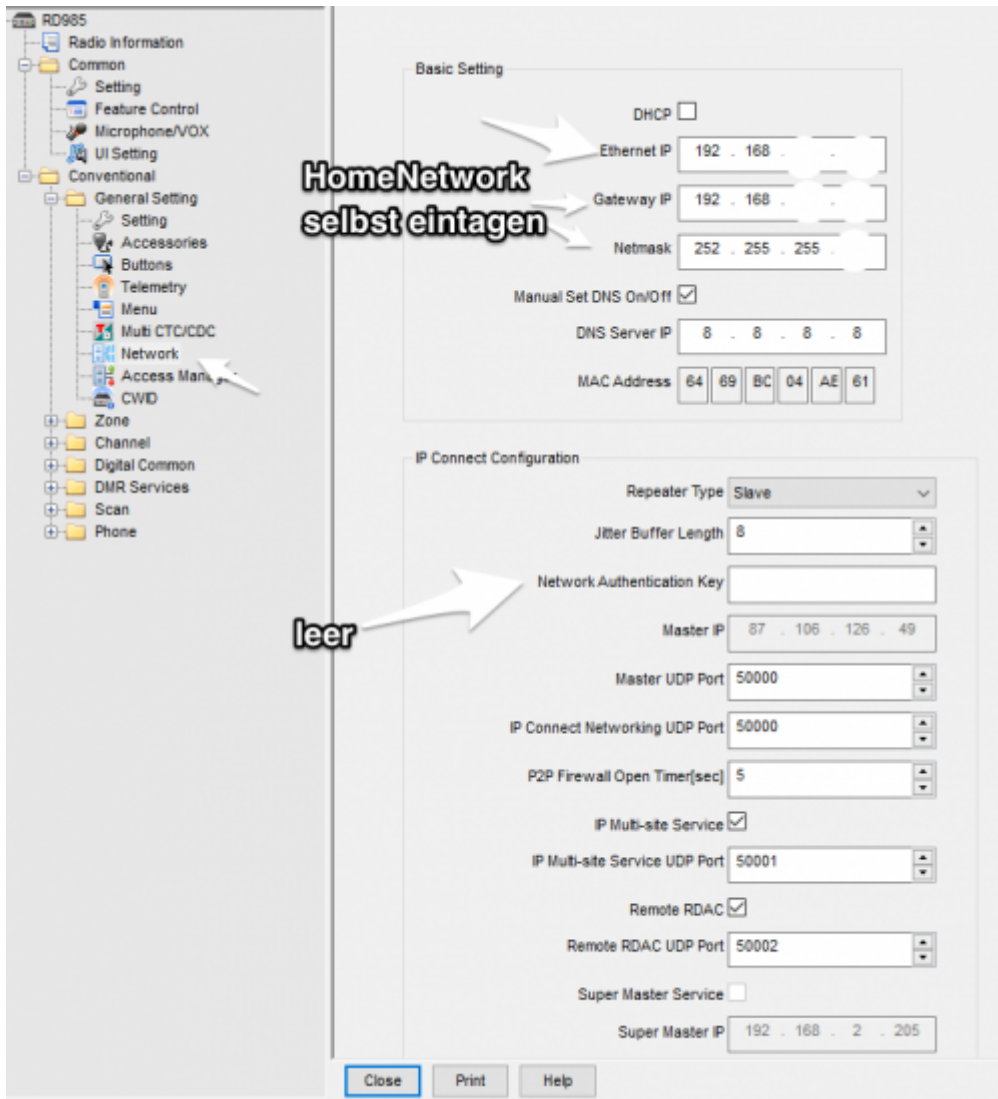 RD985
Radio Information
Common
Setting
Feature Control
Microphone/VOX
UI Setting
Conventional
General Setting
Setting
Accessories
Buttons
Telemetry
Menu
Multi CTC/CDC
Network
Access Manager
CWID
Zone
Channel
Digital Common
DMR Services
Scan
Phone
HomeNetwork
selbst eintagen
leer
Basic Setting
DHCP
Ethernet IP 192 . 168 . .
Gateway IP 192 . 168 .
Netmask 252 . 255 . 255 .
Manual Set DNS On/Off
DNS Server IP 8 . 8 . 8 . 8
MAC Address 64 69 BC 04 AE 61
IP Connect Configuration
Repeater Type Slave
Jitter Buffer Length 8
Network Authentication Key
Master IP 87 . 106 . 126 . 49
Master UDP Port 50000
IP Connect Networking UDP Port 50000
P2P Firewall Open Timer[sec] 5
IP Multi-site Service
IP Multi-site Service UDP Port 50001
Remote RDAC
Remote RDAC UDP Port 50002
Super Master Service
Super Master IP 192 . 168 . 2 . 205
Close Print Help